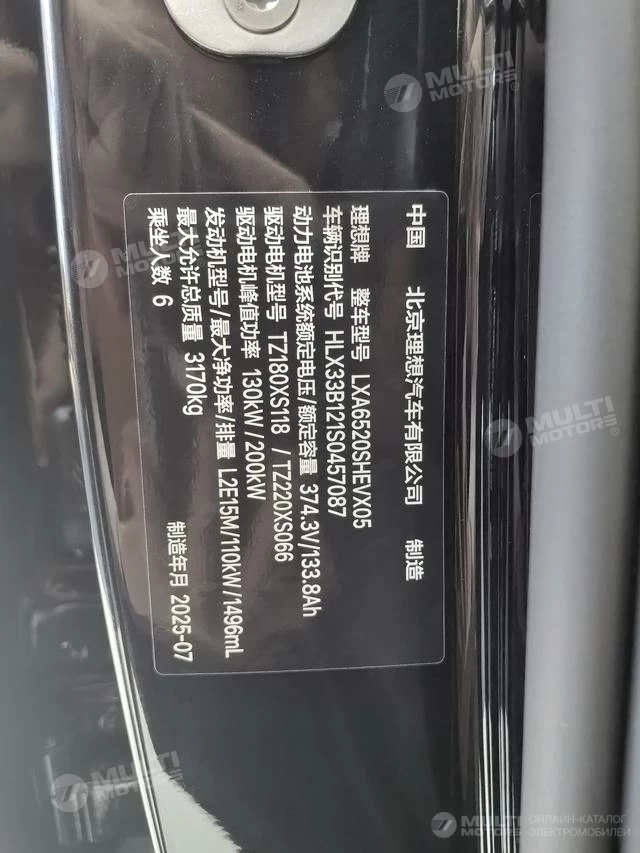 中国 北京理想汽车有限公司 制造
理想牌 整车型号 LXA6520SHEVX05
车辆识别代号 HLX33B121S0457087
动力电池系统额定电压/额定容量 374.3V/133.8Ah
驱动电机型号 TZ180XS118 /TZ220XS066
驱动电机峰值功率 130kW/200kW
发动机型号/最大净功率/排量 L2E15M/110kW/1496mL
最大允许总质量 3170kg
乘坐人数 6 制造年月 2025-07
MULTI MOTORS
MULTI MOTORS
MULTI MOTORS
MULTI MOTORS
MULTI MOTORS
ОНЛАЙН-КАТАЛОГ
ЭЛЕКТРОМОБИЛЕЙ